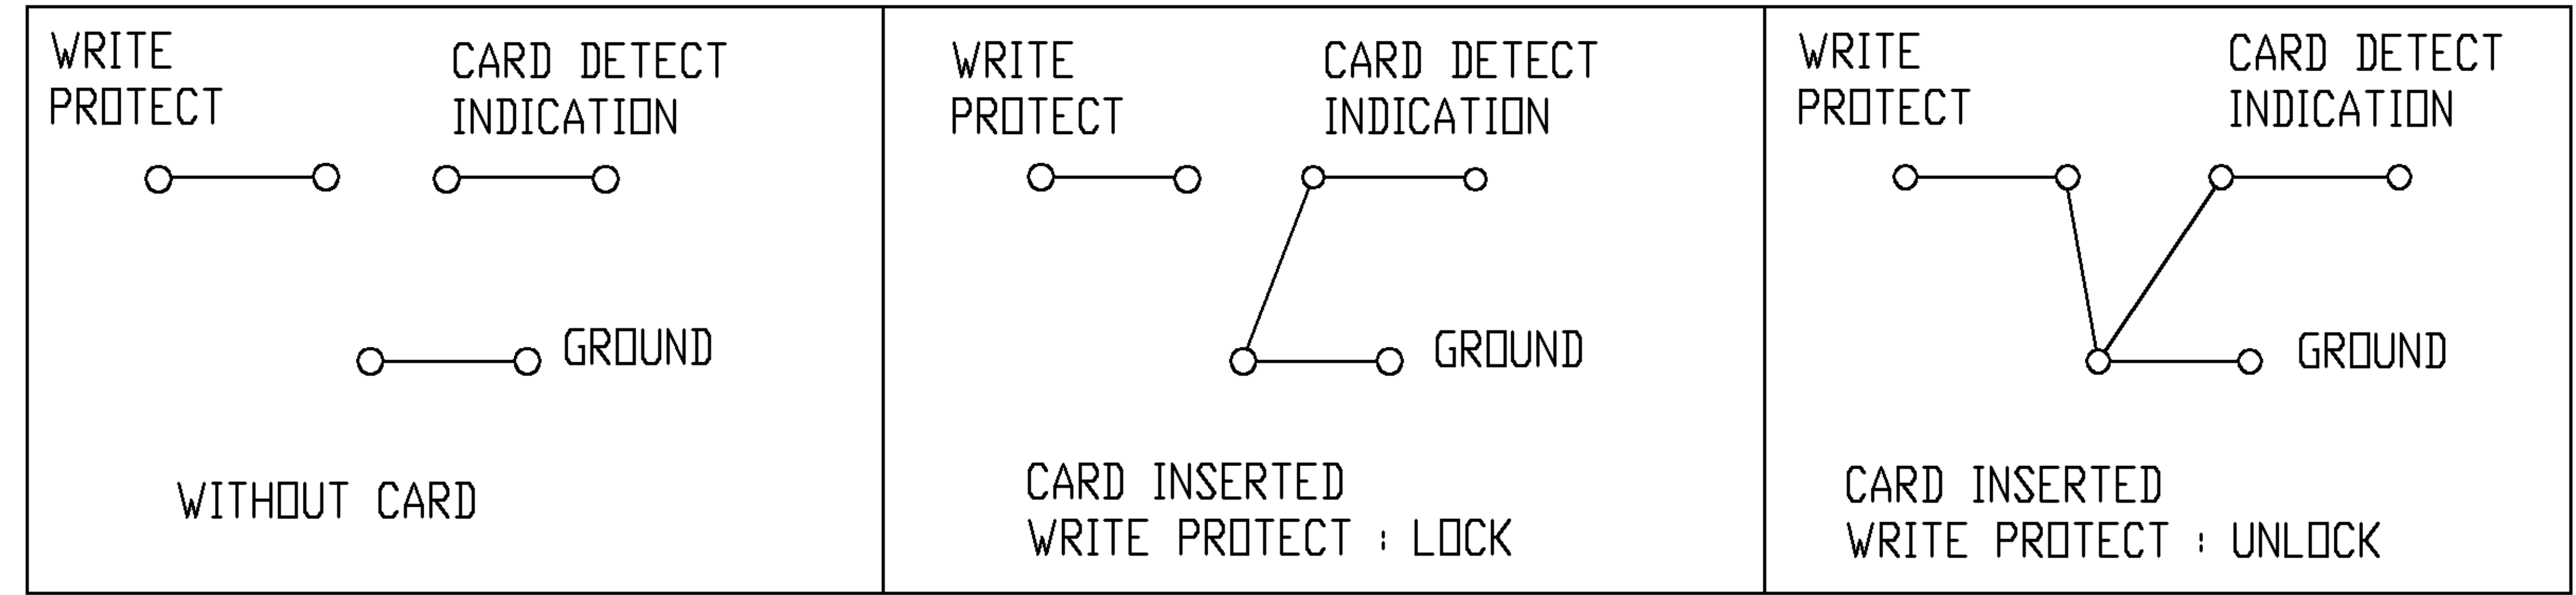 WRITE
PROTECT
CARD DETECT
INDICATION
GROUND
WITHOUT CARD
WRITE
PROTECT
CARD DETECT
INDICATION
GROUND
CARD INSERTED
WRITE PROTECT : LOCK
WRITE
PROTECT
CARD DETECT
INDICATION
GROUND
CARD INSERTED
WRITE PROTECT : UNLOCK